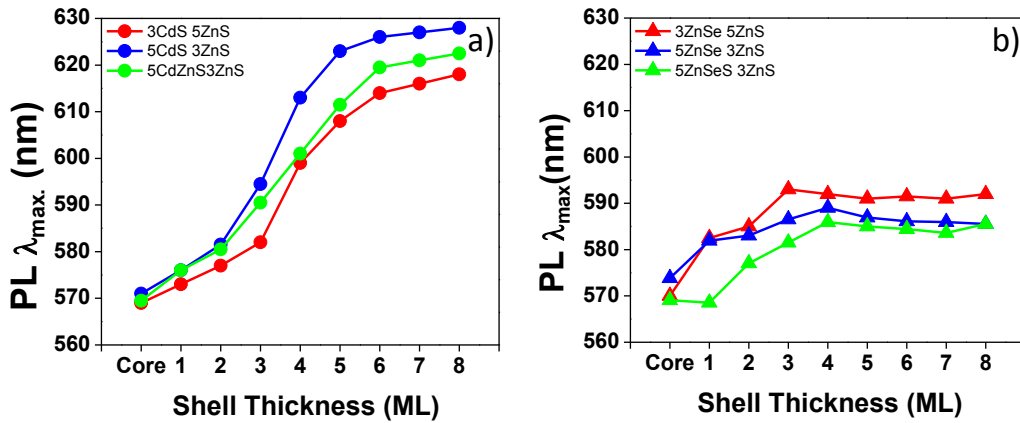 a)
3CdS 5ZnS
5CdS 3ZnS
5CdZnS3ZnS
PL λmax. (nm)
630
620
610
600
590
580
570
560
Core 1 2 3 4 5 6 7 8
Shell Thickness (ML)
b)
3ZnSe 5ZnS
5ZnSe 3ZnS
5ZnSeS 3ZnS
PL λmax(nm)
630
620
610
600
590
580
570
560
Core 1 2 3 4 5 6 7 8
Shell Thickness (ML)